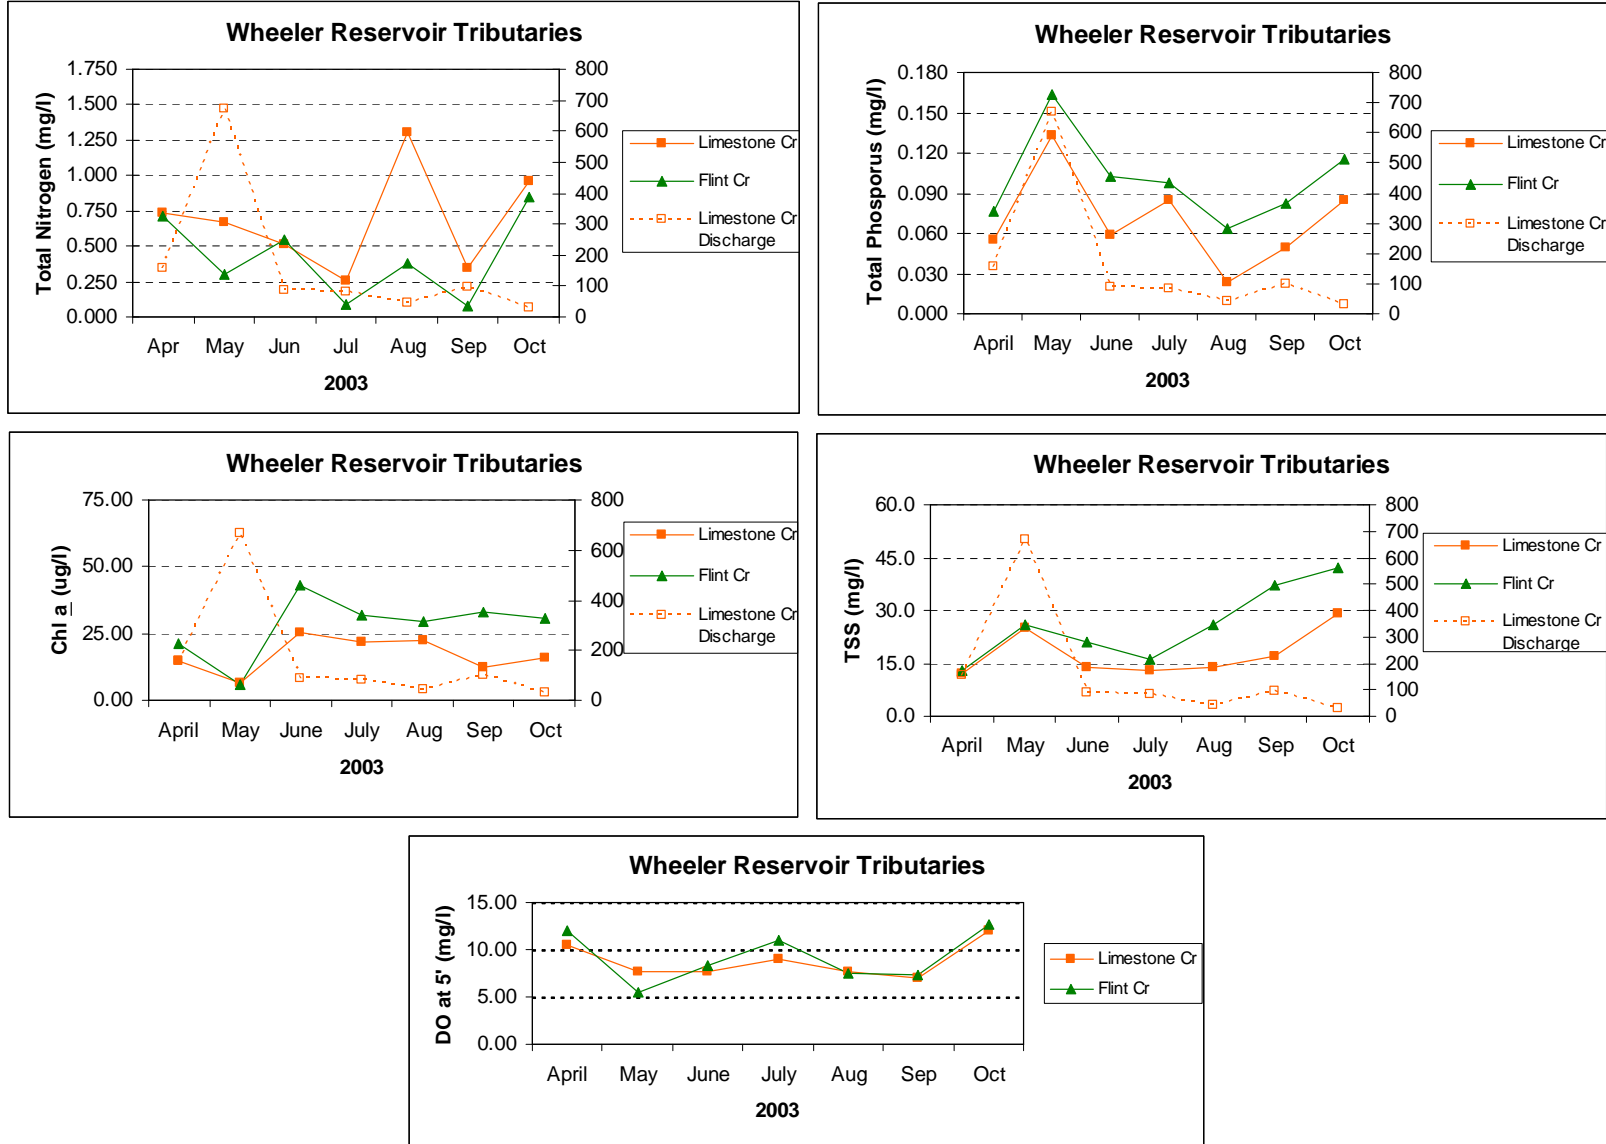 Wheeler Reservoir Tributaries
Total Nitrogen (mg/l)
1.750
1.500
1.250
1.000
0.750
0.500
0.250
0.000
800
700
600
500
400
300
200
100
0
Apr May Jun Jul Aug Sep Oct
2003
Limestone Cr
Flint Cr
Limestone Cr
Discharge
Wheeler Reservoir Tributaries
Total Phosporus (mg/l)
0.180
0.150
0.120
0.090
0.060
0.030
0.000
800
700
600
500
400
300
200
100
0
April May June July Aug Sep Oct
2003
Limestone Cr
Flint Cr
Limestone Cr
Discharge
Wheeler Reservoir Tributaries
Chl a (ug/l)
75.00
50.00
25.00
0.00
800
600
400
200
0
April May June July Aug Sep Oct
2003
Limestone Cr
Flint Cr
Limestone Cr
Discharge
Wheeler Reservoir Tributaries
TSS (mg/l)
60.0
45.0
30.0
15.0
0.0
800
700
600
500
400
300
200
100
0
April May June July Aug Sep Oct
2003
Limestone Cr
Flint Cr
Limestone Cr
Discharge
Wheeler Reservoir Tributaries
DO at 5' (mg/l)
15.00
10.00
5.00
0.00
April May June July Aug Sep Oct
2003
Limestone Cr
Flint Cr